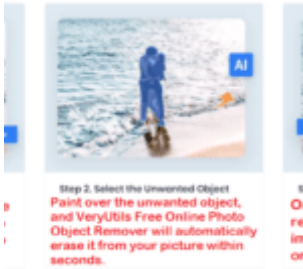 AI
Step 2. Select the Unwanted Object
Paint over the unwanted object,
and VeryUtils Free Online Photo
Object Remover will automatically
erase it from your picture within
seconds.